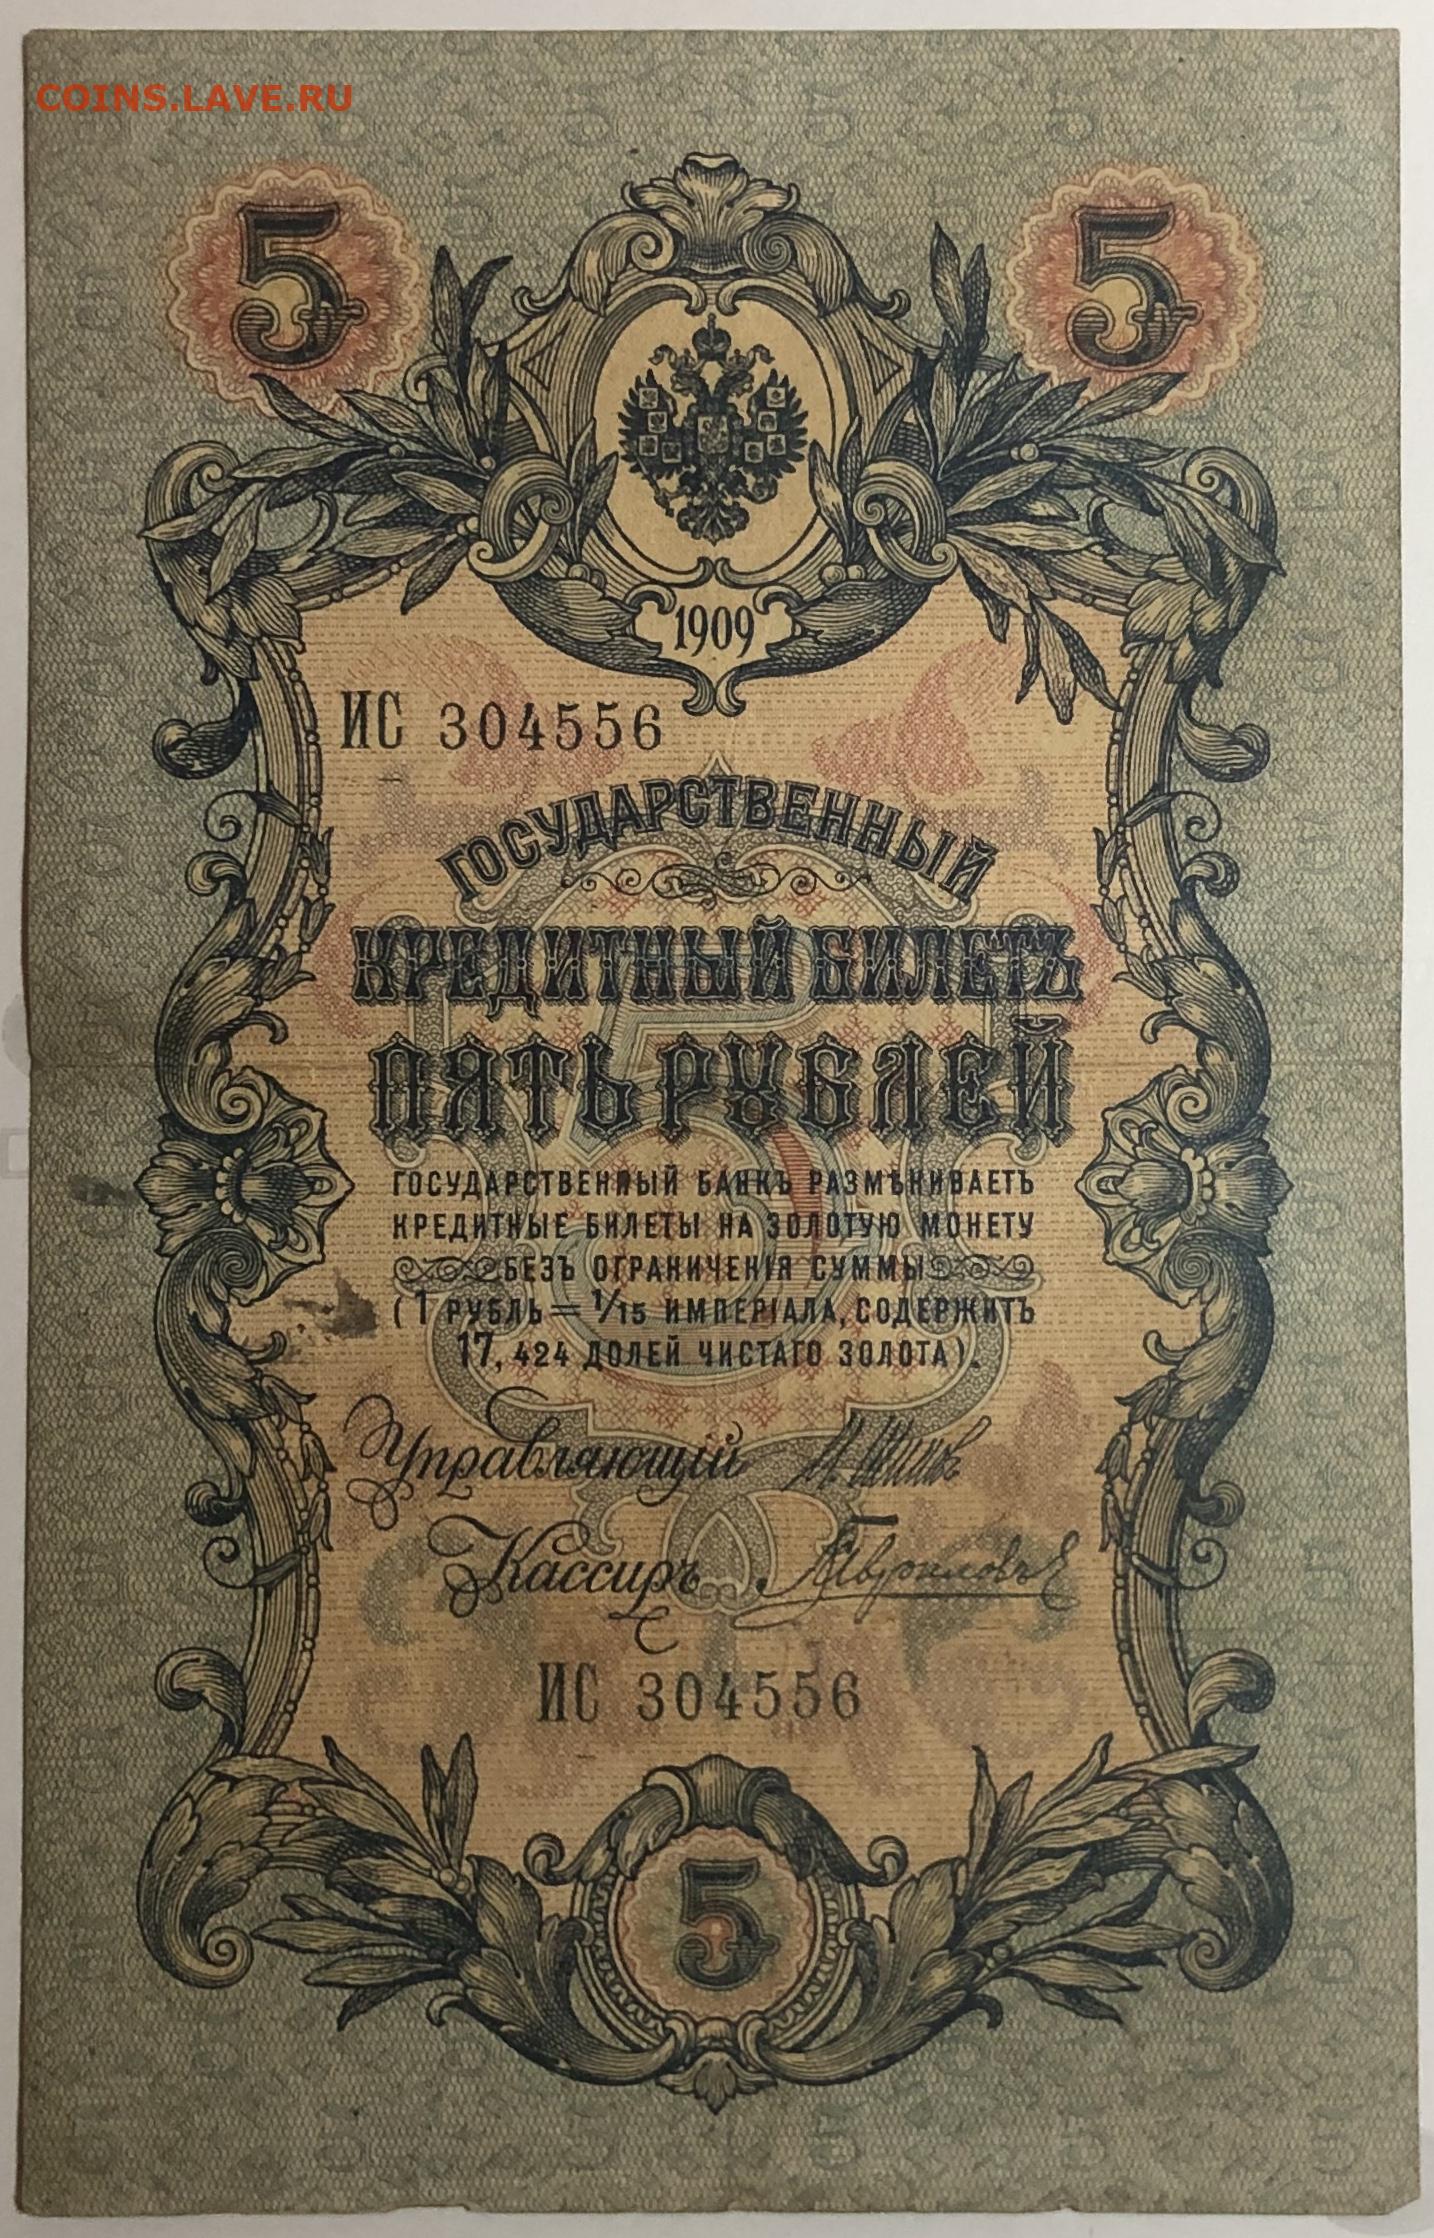 COINS.LAVE.RU
5 5
1909
ИС 304556
ГОСУДАРСТВЕННЫЙ
КРЕДИТНЫЙ БИЛЕТЪ
ПЯТЬ РУБЛЕЙ
ГОСУДАРСТВЕННЫЙ БАНКЪ РАЗМѢНИВАЕТЪ
КРЕДИТНЫЕ БИЛЕТЫ НА ЗОЛОТУЮ МОНЕТУ
БЕЗЪ ОГРАНИЧЕНІЯ СУММЫ
(1 РУБЛЬ = 1/15 ИМПЕРІАЛА, СОДЕРЖИТЪ
17, 424 ДОЛЕЙ ЧИСТАГО ЗОЛОТА).
Управляющій И. Шипов
Кассиръ Гавриловъ
ИС 304556
5